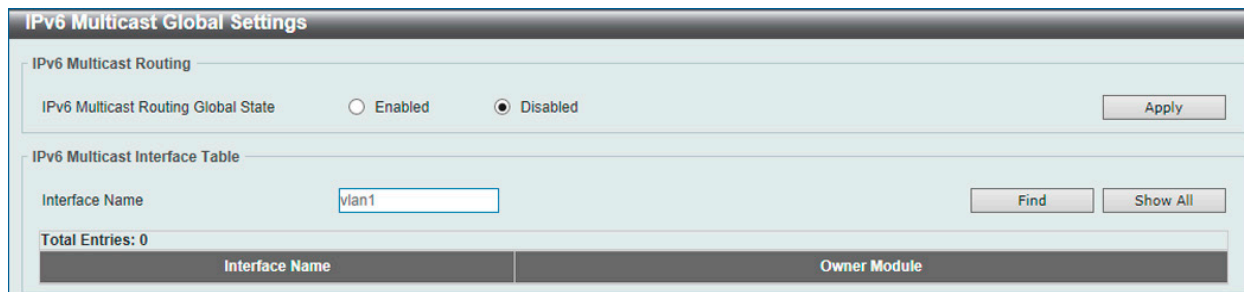 IPv6 Multicast Global Settings
IPv6 Multicast Routing
IPv6 Multicast Routing Global State Enabled Disabled Apply
IPv6 Multicast Interface Table
Interface Name vlan1 Find Show All
Total Entries: 0
Interface Name Owner Module